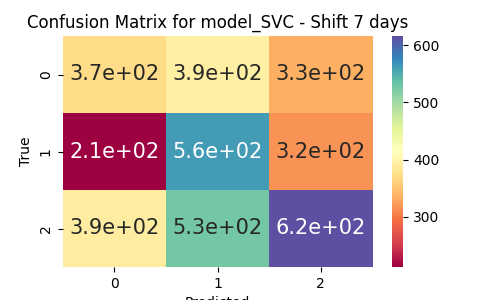 Confusion Matrix for model_SVC - Shift 7 days
0 3.7e+02 3.9e+02 3.3e+02
1 2.1e+02 5.6e+02 3.2e+02
2 3.9e+02 5.3e+02 6.2e+02
True
0 1 2
Predicted
600
500
400
300